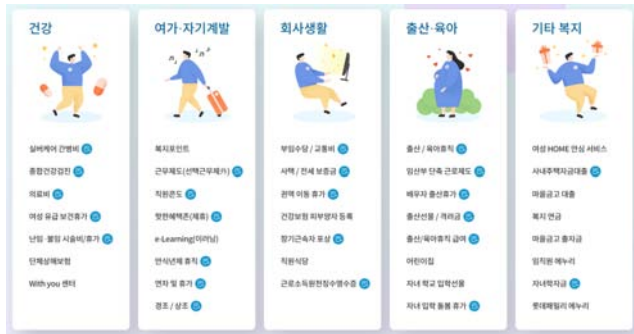 건강
실버케어 간병비
종합건강검진
의료비
여성 유급 보건휴가
난임·불임 시술비/휴가
단체상해보험
With you 센터
여가·자기계발
복지포인트
근무제도(선택근무제外)
직원콘도
핫한혜택존(제휴)
e-Learning(이러닝)
안식년제 휴직
연차 및 휴가
경조 / 상조
회사생활
부임수당 / 교통비
사택 / 전세 보증금
권역 이동 휴가
건강보험 피부양자 등록
장기근속자 포상
직원식당
근로소득원천징수영수증
출산·육아
출산 / 육아휴직
임산부 단축 근로제도
배우자 출산휴가
출산선물 / 격려금
출산/육아휴직 급여
어린이집
자녀 학교 입학선물
자녀 입학 돌봄 휴가
기타 복지
여성 HOME 안심 서비스
사내주택자금대출
마을금고 대출
복지 연금
마을금고 출자금
임직원 에누리
자녀학자금
롯데패밀리 에누리